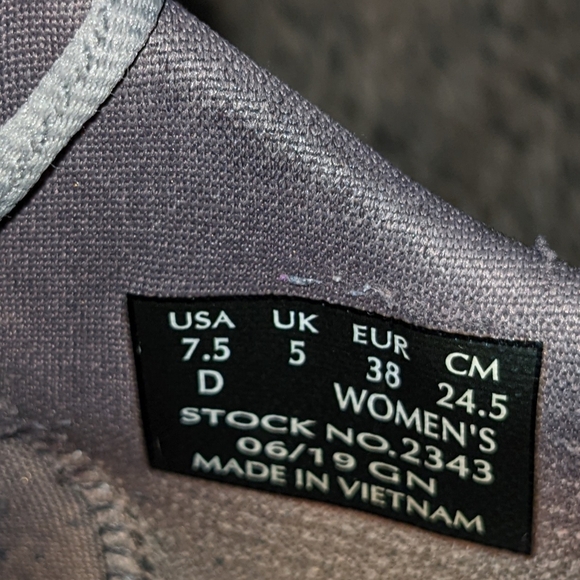 USA UK EUR CM
7.5 5 38 24.5
D WOMEN'S
STOCK NO.2343
06/19 GN
MADE IN VIETNAM